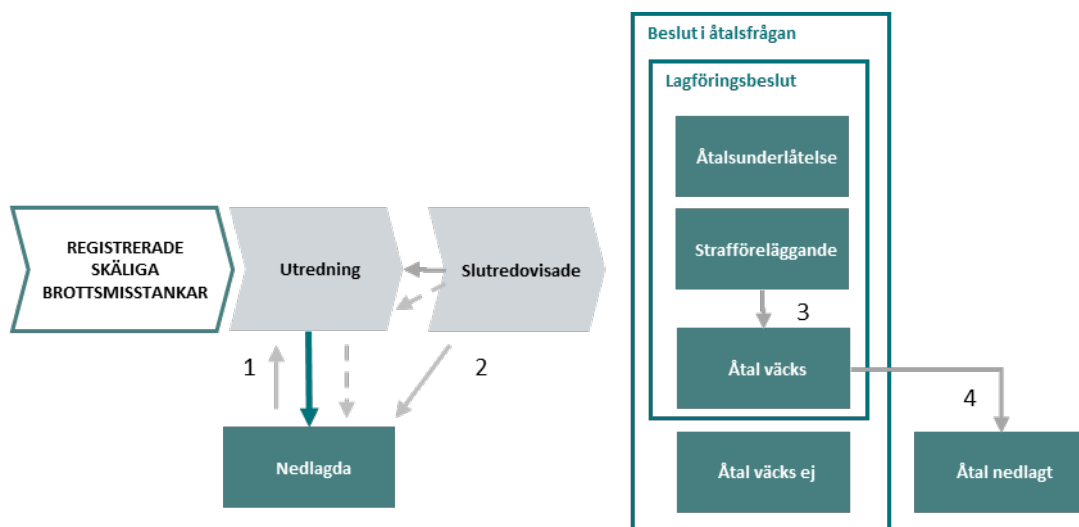 Beslut i åtalsfrågan
Lagföringsbeslut
Åtalsunderlåtelse
REGISTRERADE
SKÄLIGA
BROTTSMISSTANKAR
Utredning
Slutredovisade
Strafföreläggande
3
1
2
Åtal väcks
4
Nedlagda
Åtal väcks ej
Åtal nedlagt